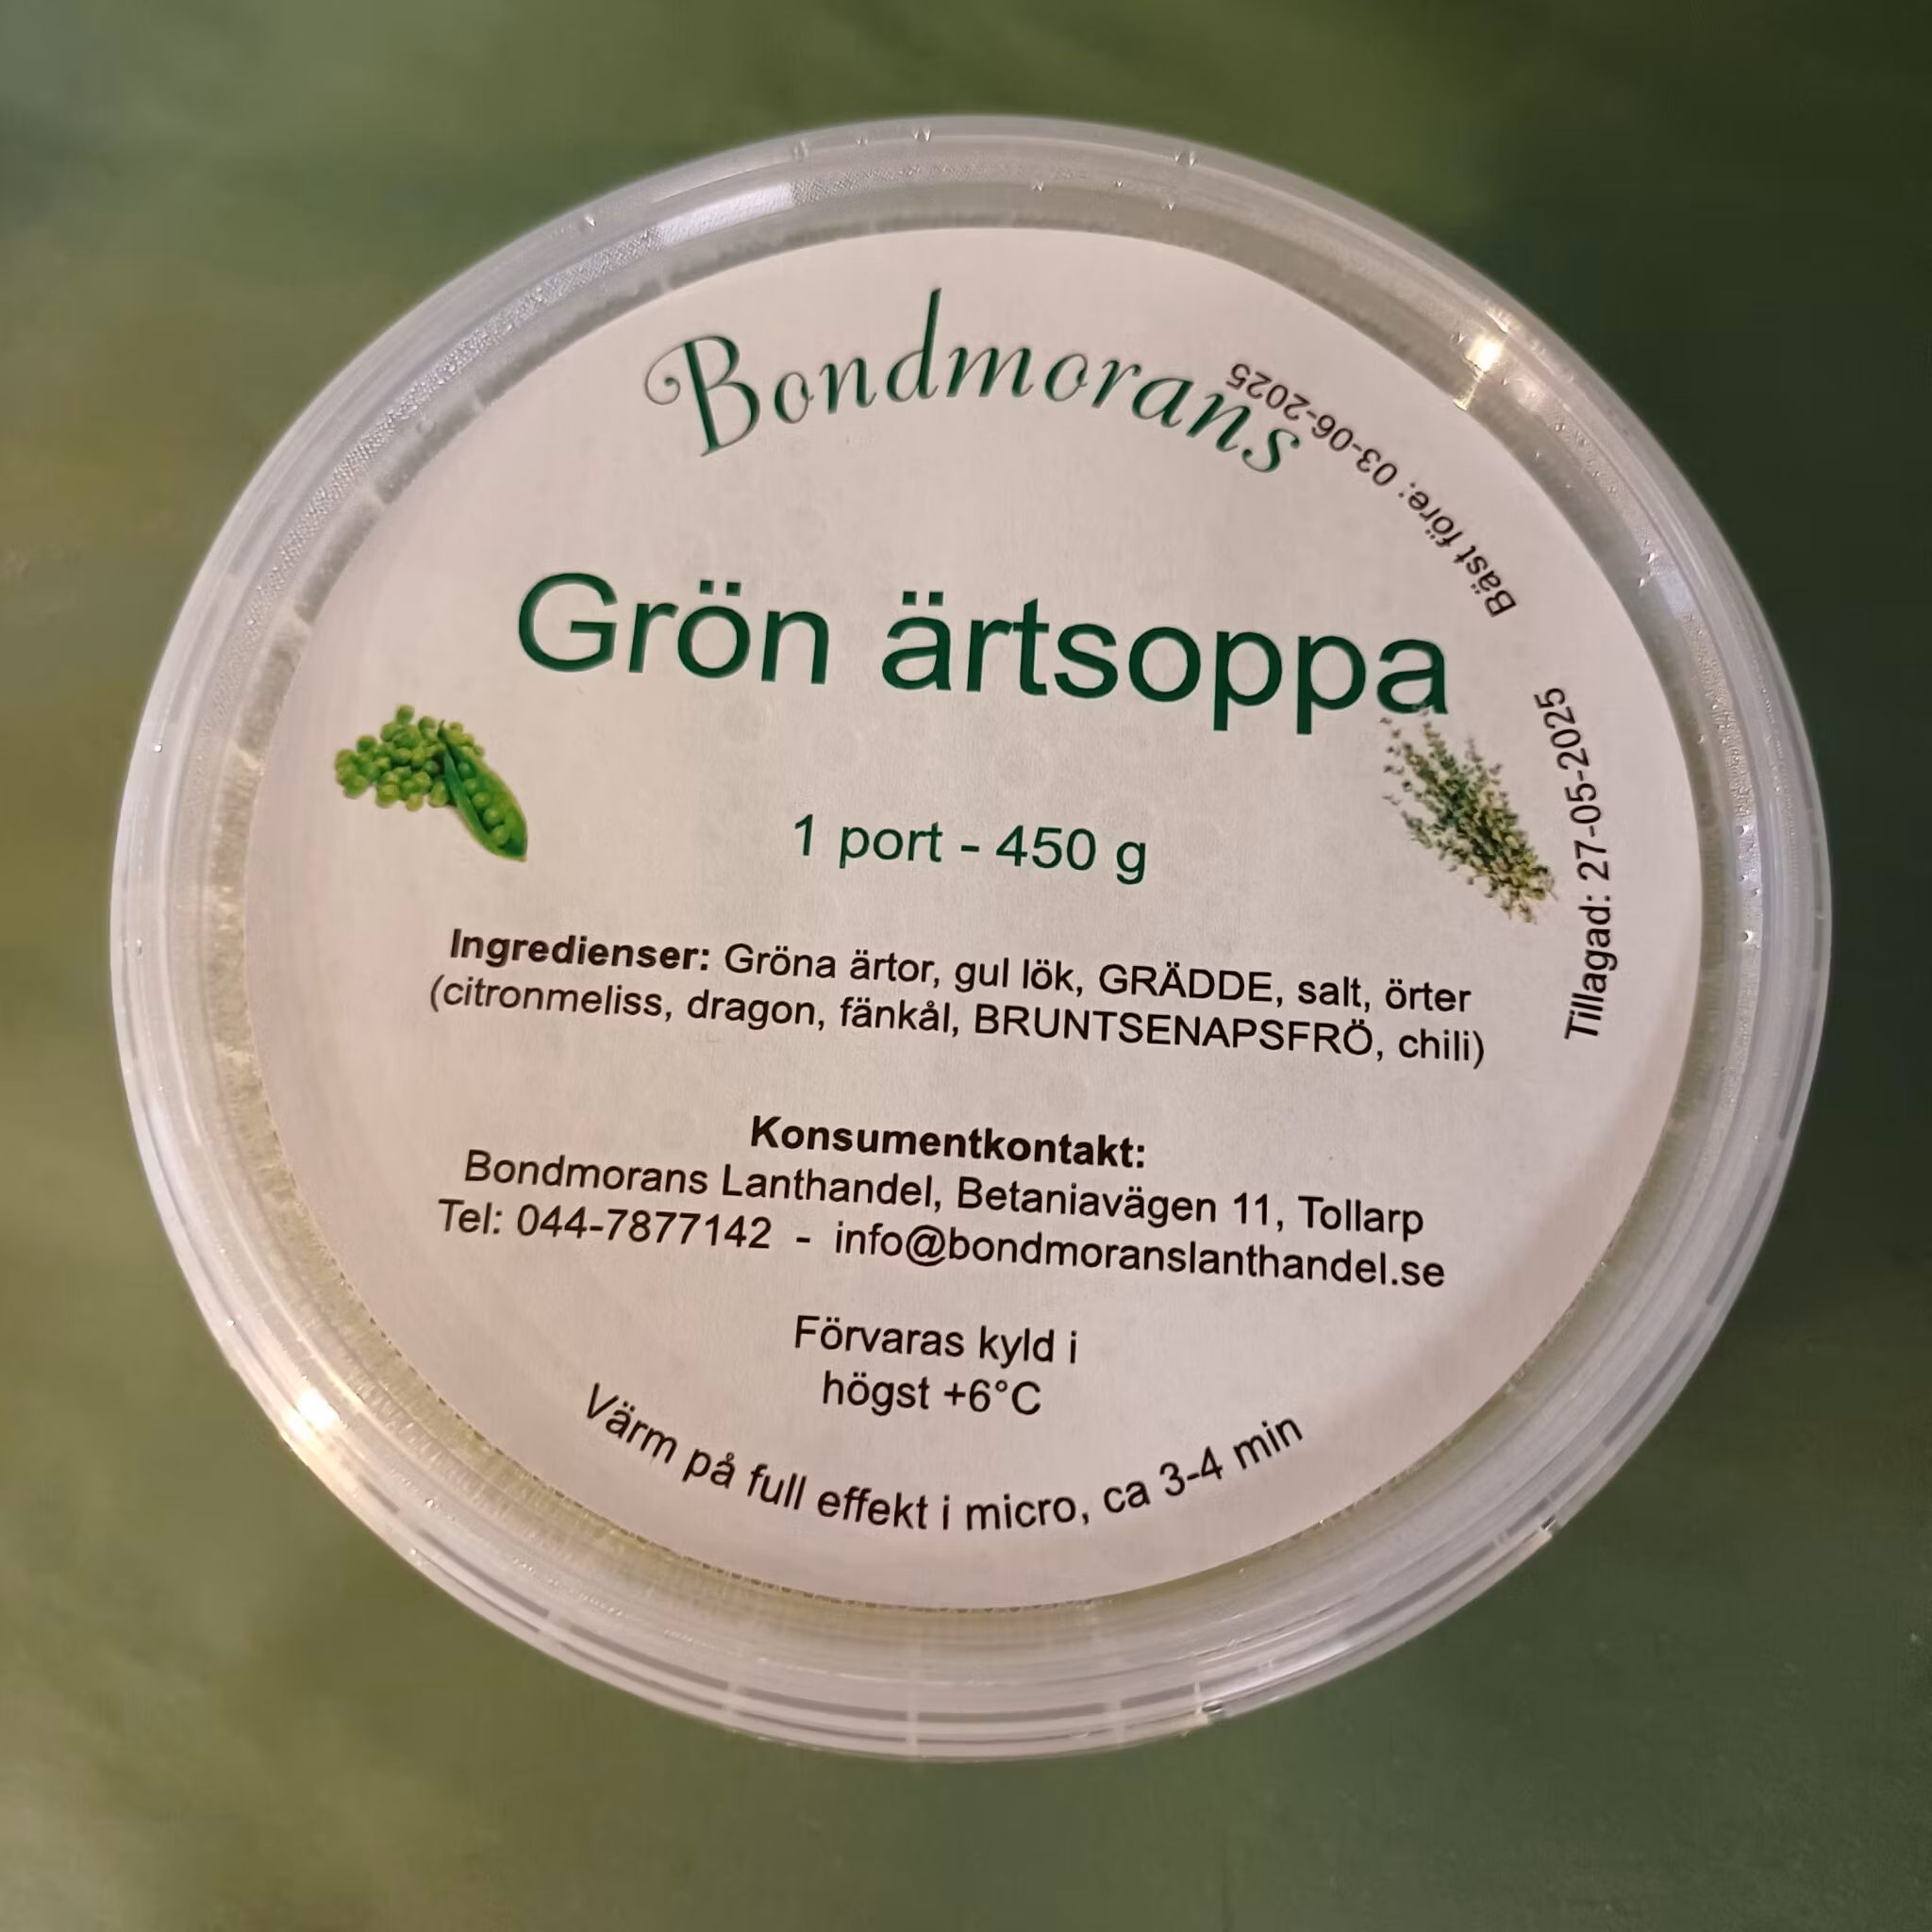 Bondmorans
Bäst före: 03-06-2025
Grön ärtsoppa
Tillagad: 27-05-2025
1 port - 450 g
Ingredienser: Gröna ärtor, gul lök, GRÄDDE, salt, örter
(citronmeliss, dragon, fänkål, BRUNTSENAPSFRÖ, chili)
Konsumentkontakt:
Bondmorans Lanthandel, Betaniavägen 11, Tollarp
Tel: 044-7877142 - info@bondmoranslanthandel.se
Förvaras kyld i
högst +6°C
Värm på full effekt i micro, ca 3-4 min